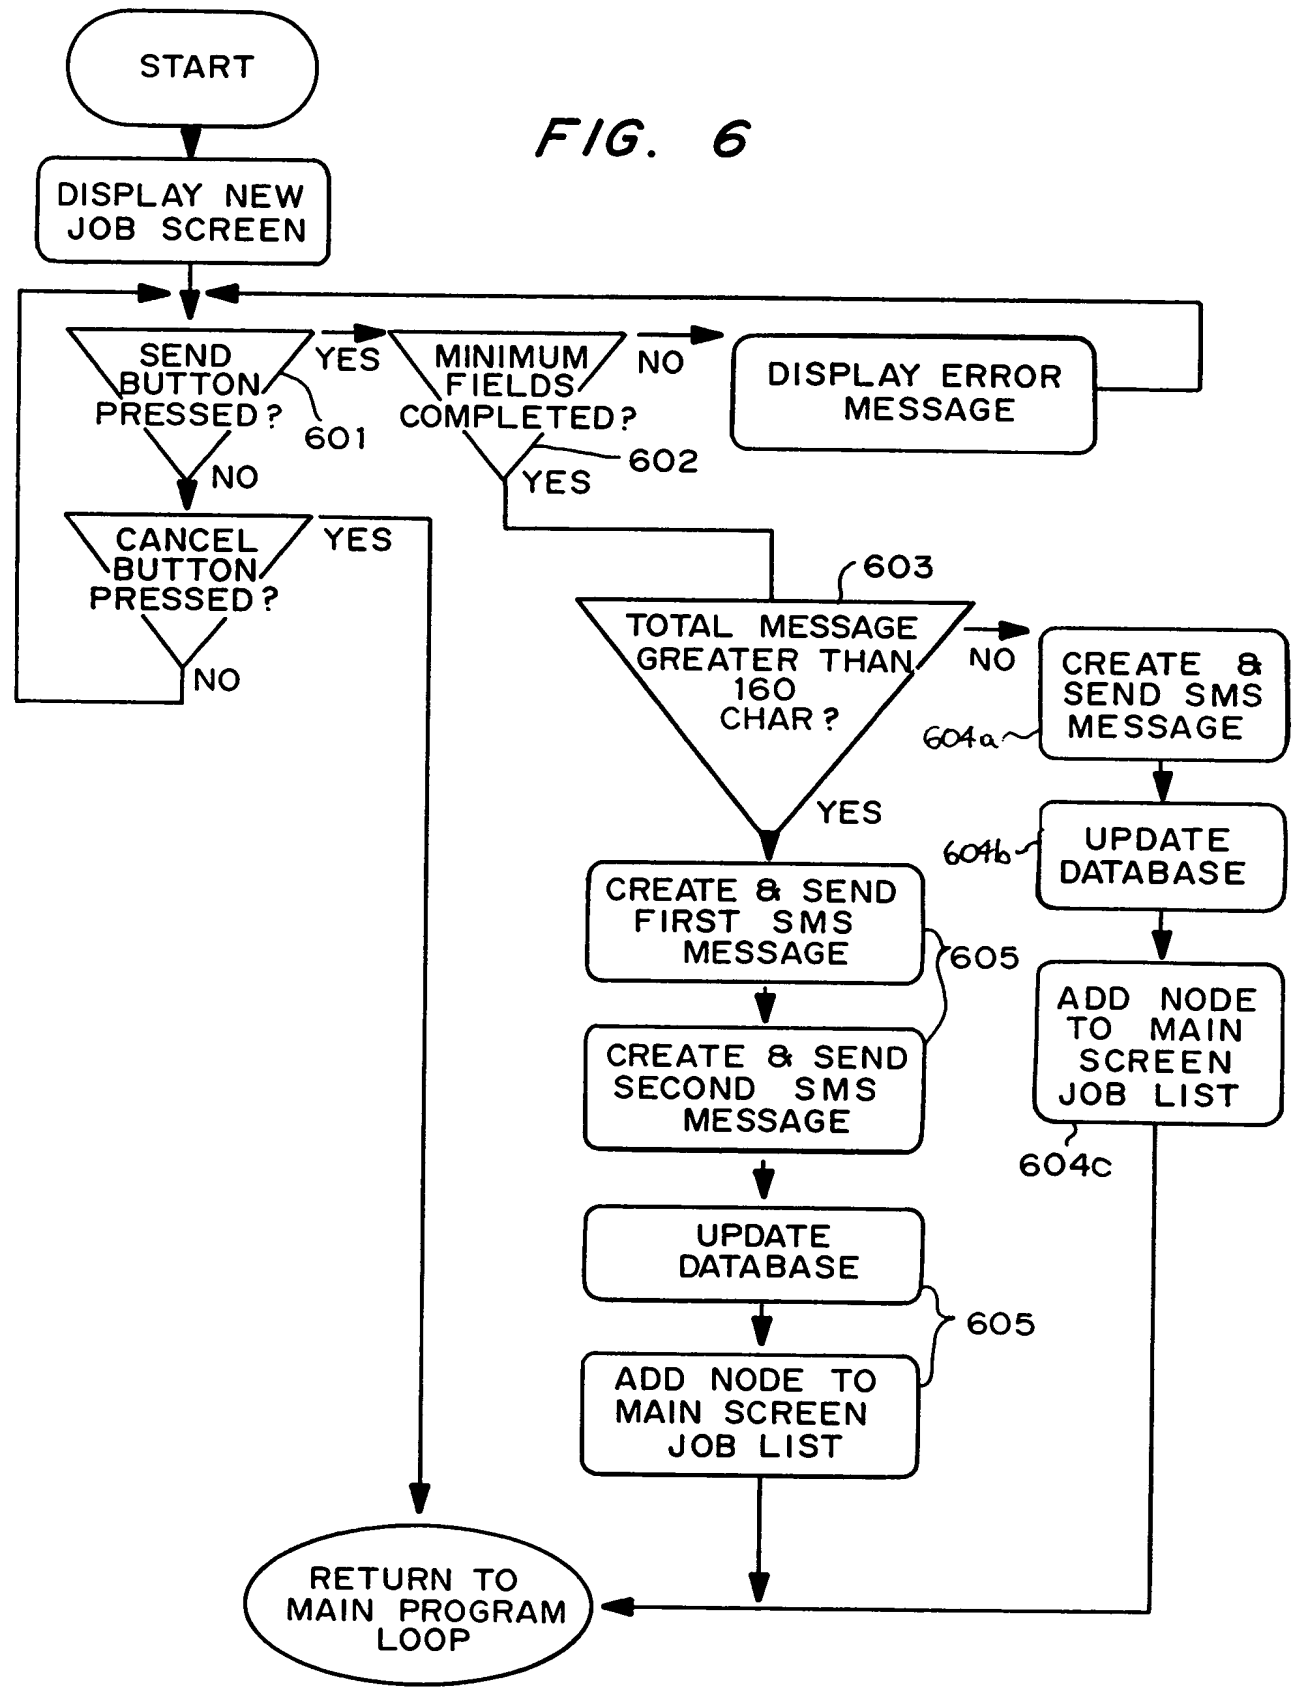 START
FIG. 6
DISPLAY NEW
JOB SCREEN
SEND
BUTTON
PRESSED?
YES
601
NO
MINIMUM
FIELDS
COMPLETED?
NO
602
YES
DISPLAY ERROR
MESSAGE
CANCEL
BUTTON
PRESSED?
YES
NO
603
TOTAL MESSAGE
GREATER THAN
160
CHAR?
NO
YES
CREATE &
SEND SMS
MESSAGE
604a
UPDATE
DATABASE
604b
ADD NODE
TO MAIN
SCREEN
JOB LIST
604c
CREATE & SEND
FIRST SMS
MESSAGE
605
CREATE & SEND
SECOND SMS
MESSAGE
UPDATE
DATABASE
605
ADD NODE TO
MAIN SCREEN
JOB LIST
RETURN TO
MAIN PROGRAM
LOOP